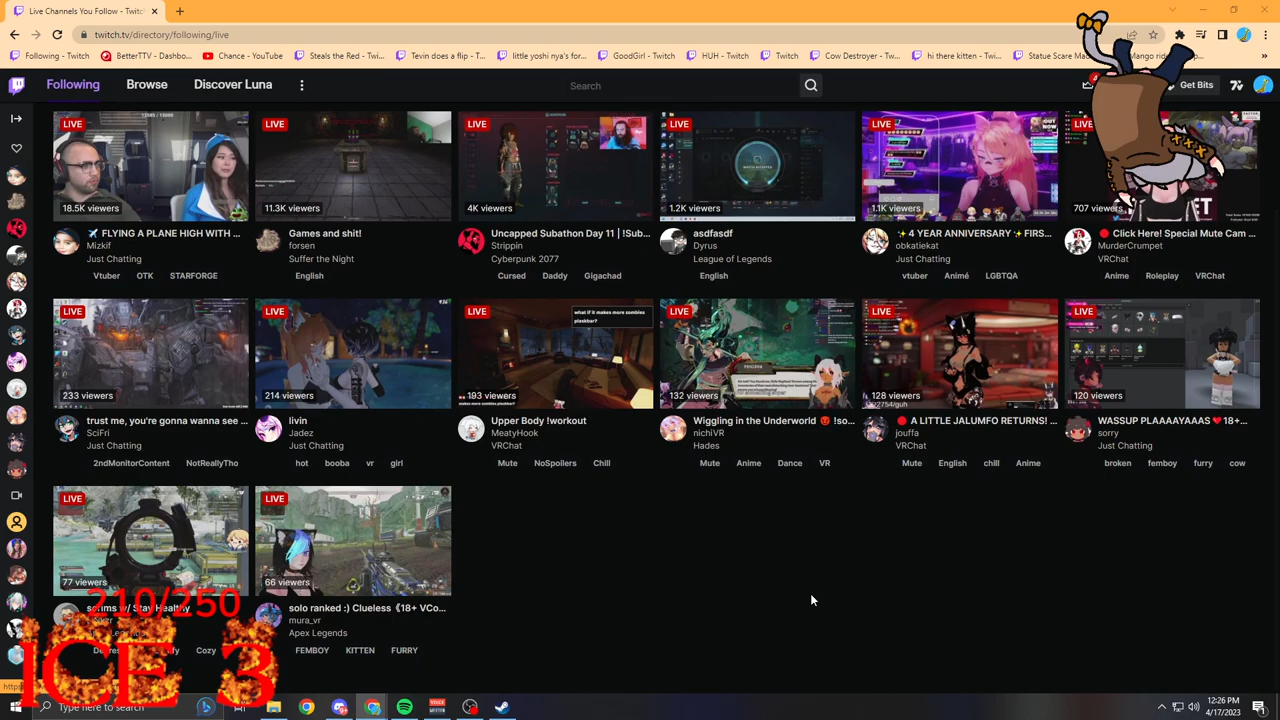 Live Channels You Follow - Twitch
twitch.tv/directory/following/live
Following - Twitch
BetterTTV - Dashbo...
Chance - YouTube
Steals the Red - Twi...
Tevin does a flip - T...
little yoshi nya's for...
GoodGirl - Twitch
HUH - Twitch
Twitch
Cow Destroyer - Tw...
hi there kitten - Twi...
Statue Scare Ma
Mango rid
Following
Browse
Discover Luna
Search
Get Bits
LIVE
18.5K viewers
FLYING A PLANE HIGH WITH ...
Mizkif
Just Chatting
Vtuber OTK STARFORGE
LIVE
11.3K viewers
Games and shit!
forsen
Suffer the Night
English
LIVE
4K viewers
Uncapped Subathon Day 11 | !Sub...
Strippin
Cyberpunk 2077
Cursed Daddy Gigachad
LIVE
1.2K viewers
asdfasdf
Dyrus
League of Legends
English
LIVE
1.1K viewers
4 YEAR ANNIVERSARY ✨ FIRS...
obkatiekat
Just Chatting
vtuber Animé LGBTQA
LIVE
707 viewers
Click Here! Special Mute Cam ...
MurderCrumpet
VRChat
Anime Roleplay VRChat
LIVE
233 viewers
trust me, you're gonna wanna see ...
SciFri
Just Chatting
2ndMonitorContent NotReallyTho
LIVE
214 viewers
livin
Jadez
Just Chatting
hot booba vr girl
LIVE
what if it makes more zombies
plaskbar?
193 viewers
Upper Body !workout
MeatyHook
VRChat
Mute NoSpoilers Chill
LIVE
132 viewers
Wiggling in the Underworld !so...
nichiVR
Hades
Mute Anime Dance VR
LIVE
128 viewers
A LITTLE JALUMFO RETURNS! ...
jouffa
VRChat
Mute English chill Anime
LIVE
120 viewers
WASSUP PLAAAAYAAAS ❤ 18+...
sorry
Just Chatting
broken femboy furry cow
LIVE
77 viewers
w/ Stay Healthy
LIVE
66 viewers
solo ranked :) Clueless《18+ VCo...
mura_vr
Apex Legends
FEMBOY KITTEN FURRY
Cozy
210/250
ICE 3
Type here to search
12:26 PM
4/17/2023